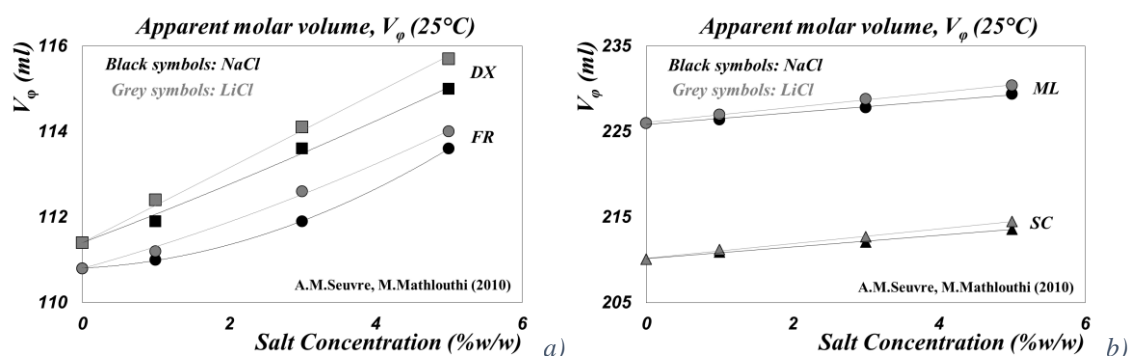 Apparent molar volume, Vφ (25°C)
116
Black symbols: NaCl
DX
Grey symbols: LiCl
Vφ (ml)
114
FR
112
A.M.Seuvre, M.Mathlouthi (2010)
110
0 2 4 6
Salt Concentration (%w/w)
a)
Apparent molar volume, Vφ (25°C)
235
Black symbols: NaCl
Grey symbols: LiCl
ML
Vφ (ml)
225
215
SC
A.M.Seuvre, M.Mathlouthi (2010)
205
0 2 4 6
Salt Concentration (%w/w)
b)